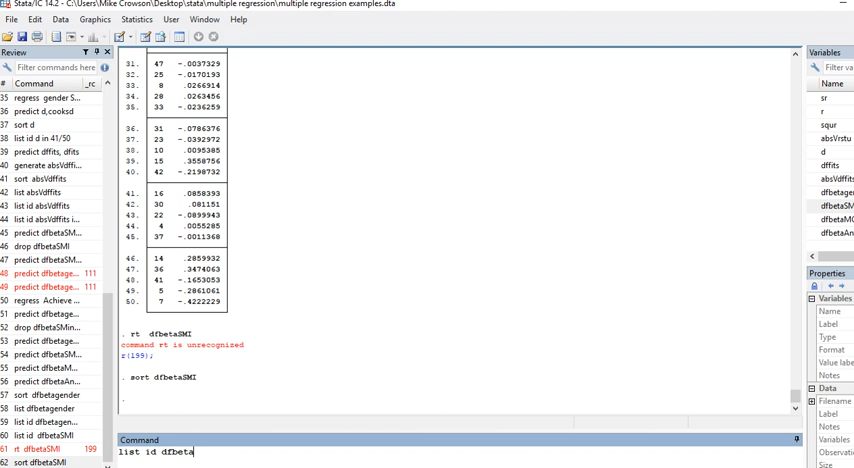 Stata/IC 14.2 - C:\Users\Mike Crowson\Desktop\stata\multiple regression\multiple regression examples.dta
File Edit Data Graphics Statistics User Window Help
Review
Filter commands here
# Command _rc
35 regress gender S...
36 predict d,cooksd
37 sort d
38 list id d in 41/50
39 predict dffits, dfits
40 generate absVdffi...
41 sort absVdffits
42 list absVdffits
43 list id absVdffits
44 list id absVdffits i...
45 predict dfbetaSMI
46 drop dfbetaSMI
47 predict dfbetaSM...
48 predict dfbetage... 111
49 predict dfbetage... 111
50 regress Achieve ...
51 predict dfbetage...
52 drop dfbetaSMin...
53 predict dfbetage...
54 predict dfbetaSM...
55 predict dfbetaM...
56 predict dfbetaAn...
57 sort dfbetagender
58 list dfbetagender
59 list id dfbetagen...
60 list id dfbetaSMI
61 rt dfbetaSMI 199
62 sort dfbetaSMI
31. 47 -.0037329
32. 25 -.0170193
33. 8 .0266914
34. 28 .0263456
35. 33 -.0236259
36. 31 -.0786376
37. 23 -.0392972
38. 10 .0095385
39. 15 .3558756
40. 42 -.2198732
41. 16 .0858393
42. 30 .081151
43. 22 -.0899943
44. 4 .0055285
45. 37 -.0011368
46. 14 .2859932
47. 36 .3474063
48. 41 -.1653053
49. 5 -.2861061
50. 7 -.4222229
. rt dfbetaSMI
command rt is unrecognized
r(199);
. sort dfbetaSMI
.
Command
list id dfbeta
Variables
Filter va
Name
sr
r
squr
absVrstu
d
dffits
absVdffits
dfbetagen
dfbetaSM
dfbetaMO
dfbetaAn
Properties
Variables
Name
Label
Type
Format
Value labe
Notes
Data
Filename
Label
Notes
Variables
Observatio
Size